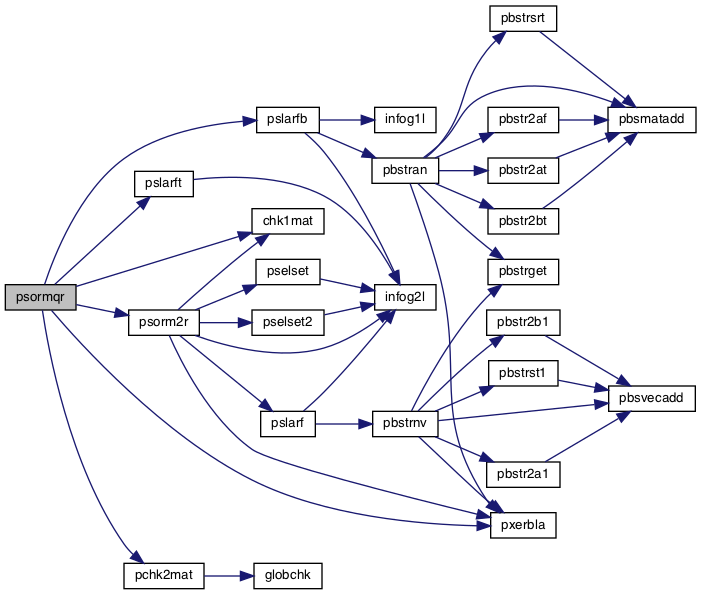 pbstrsrt
pslarfb
infog1l
pbstr2af
pbsmatadd
pbstran
pbstr2at
pslarft
chk1mat
pbstr2bt
pselset
pbstrget
psormqr
infog2l
psorm2r
pselset2
pbstr2b1
pbstrst1
pbsvecadd
pslarf
pbstrnv
pbstr2a1
pxerbla
pchk2mat
globchk